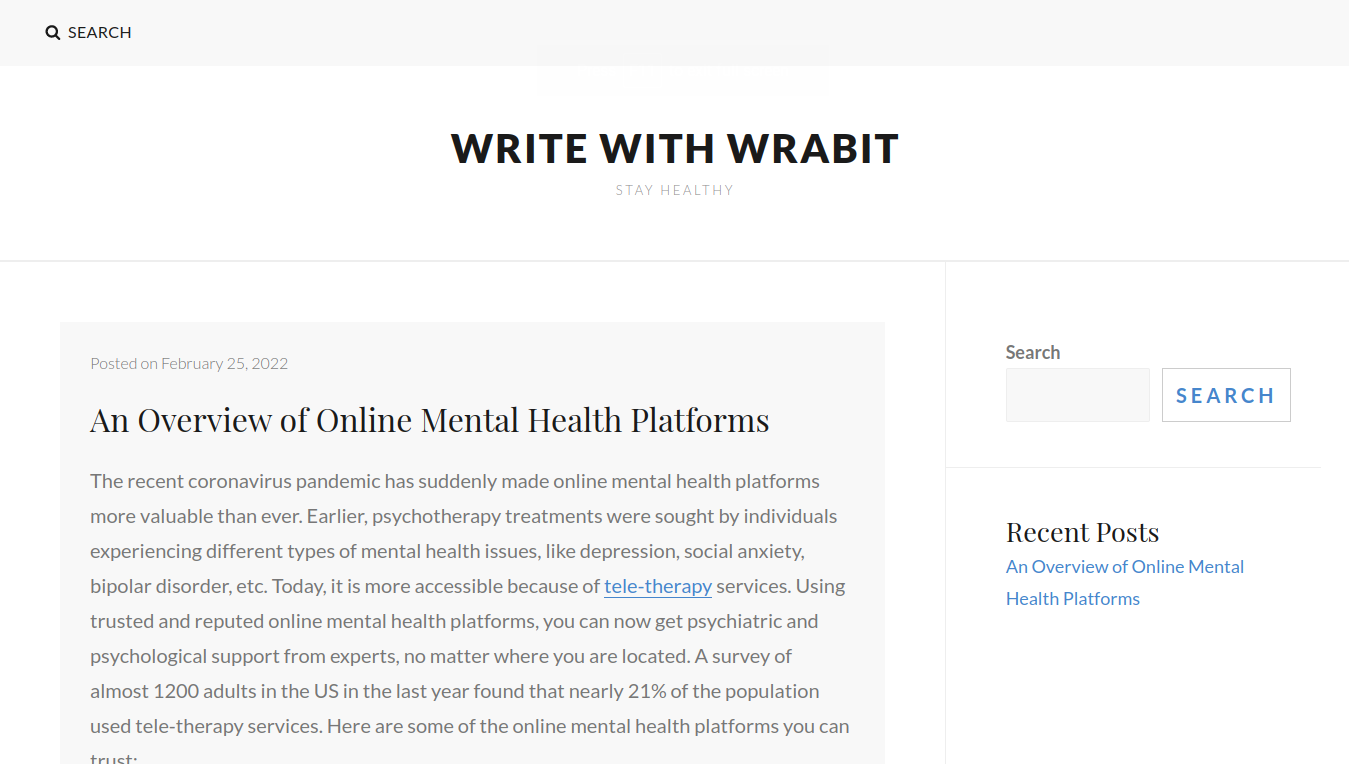 SEARCH
WRITE WITH WRABIT
STAY HEALTHY
Posted on February 25, 2022
An Overview of Online Mental Health Platforms
The recent coronavirus pandemic has suddenly made online mental health platforms
more valuable than ever. Earlier, psychotherapy treatments were sought by individuals
experiencing different types of mental health issues, like depression, social anxiety,
bipolar disorder, etc. Today, it is more accessible because of tele-therapy services. Using
trusted and reputed online mental health platforms, you can now get psychiatric and
psychological support from experts, no matter where you are located. A survey of
almost 1200 adults in the US in the last year found that nearly 21% of the population
used tele-therapy services. Here are some of the online mental health platforms you can
trust:
Search
SEARCH
Recent Posts
An Overview of Online Mental
Health Platforms